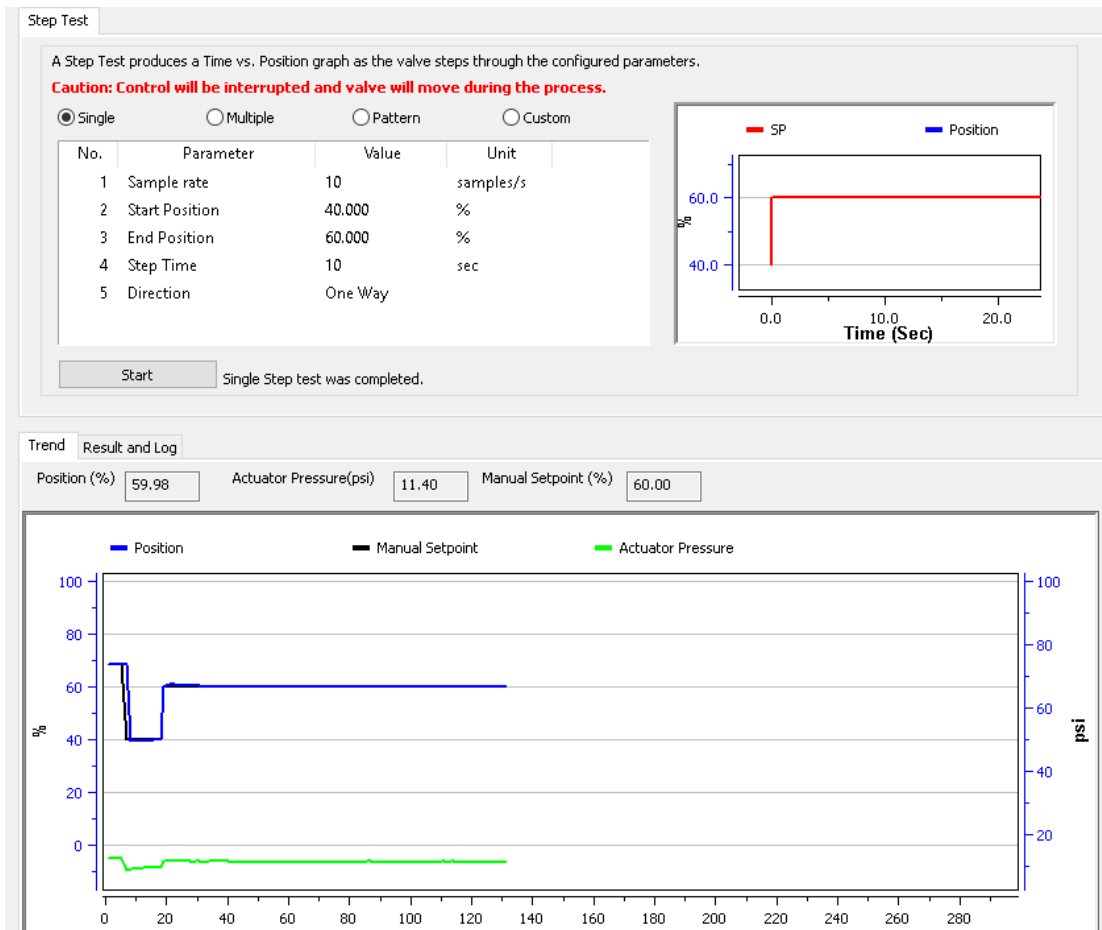 Step Test
A Step Test produces a Time vs. Position graph as the valve steps through the configured parameters.
Caution: Control will be interrupted and valve will move during the process.
Single Multiple Pattern Custom
No. Parameter Value Unit
1 Sample rate 10 samples/s
2 Start Position 40.000 %
3 End Position 60.000 %
4 Step Time 10 sec
5 Direction One Way
SP Position
60.0
%
40.0
0.0 10.0 20.0
Time (Sec)
Start Single Step test was completed.
Trend Result and Log
Position (%) 59.98 Actuator Pressure(psi) 11.40 Manual Setpoint (%) 60.00
Position Manual Setpoint Actuator Pressure
100 100
80 80
60 60
% psi
40 40
20 20
0
0 20 40 60 80 100 120 140 160 180 200 220 240 260 280